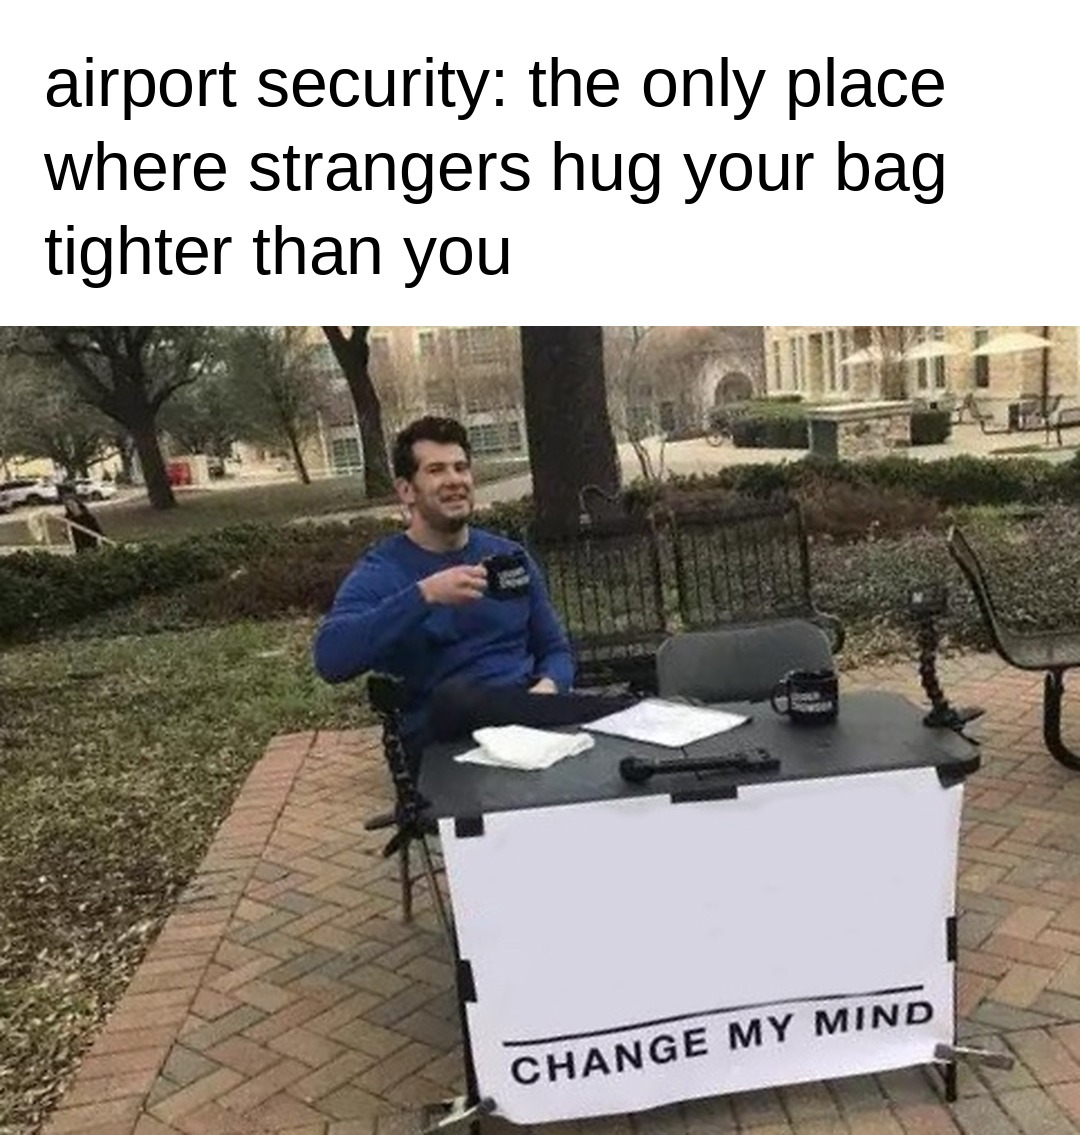 airport security: the only place
where strangers hug your bag
tighter than you
CHANGE MY MIND